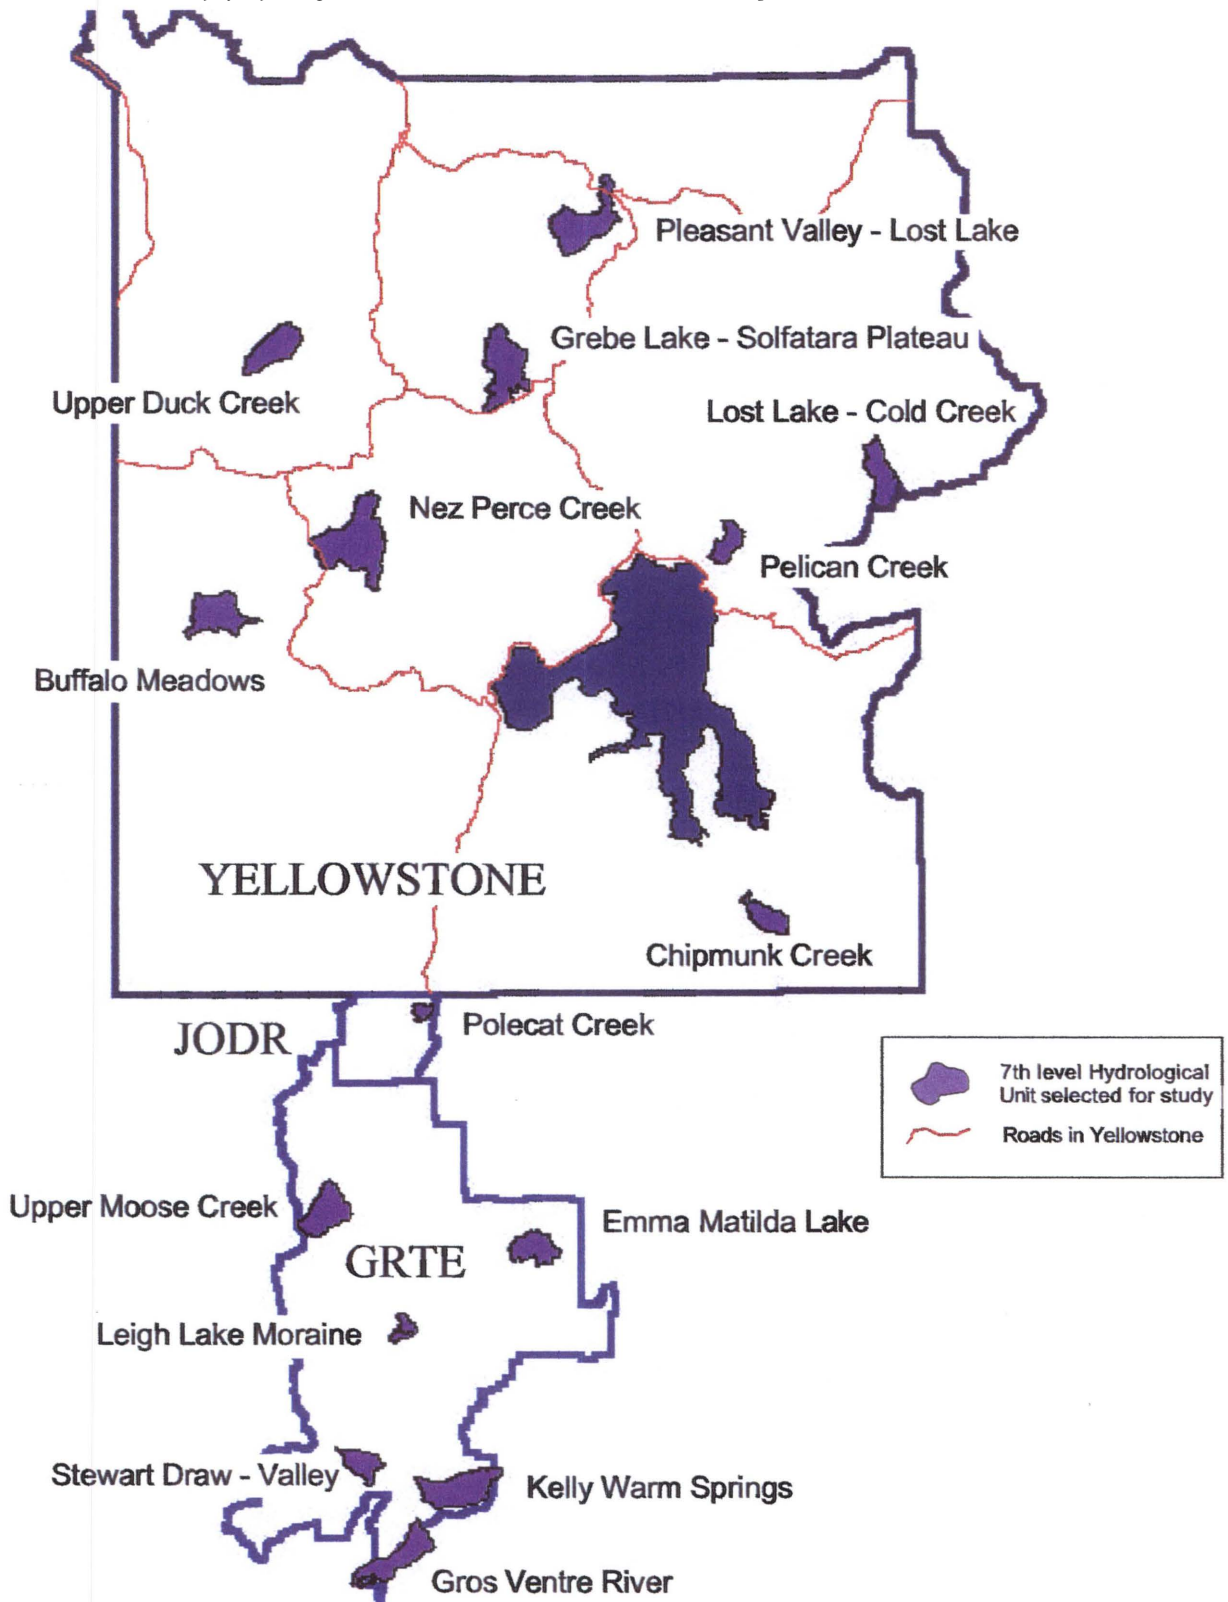 Pleasant Valley - Lost Lake
Grebe Lake - Solfatara Plateau
Upper Duck Creek
Lost Lake - Cold Creek
Nez Perce Creek
Pelican Creek
Buffalo Meadows
YELLOWSTONE
Chipmunk Creek
JODR
Polecat Creek
7th level Hydrological
Unit selected for study
Roads in Yellowstone
Upper Moose Creek
Emma Matilda Lake
GRTE
Leigh Lake Moraine
Stewart Draw - Valley
Kelly Warm Springs
Gros Ventre River